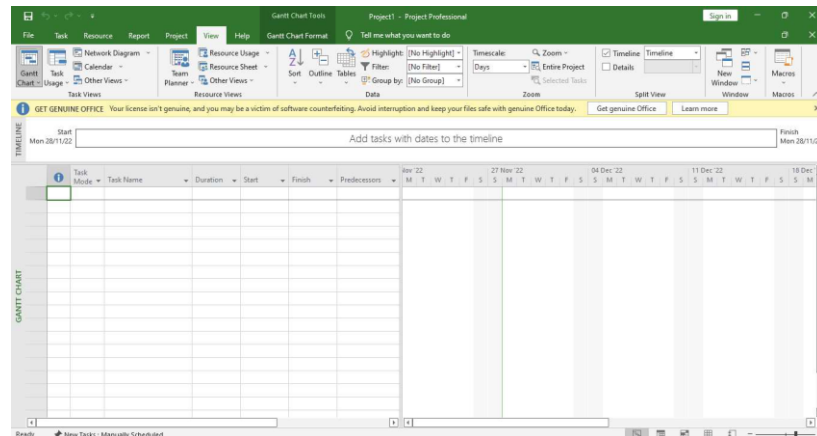 Gantt Chart Tools Project1 - Project Professional Sign in
File Task Resource Report Project View Help Gantt Chart Format Tell me what you want to do
Network Diagram Resource Usage Highlight: [No Highlight] Timescale: Zoom Timeline Timeline
Calendar Resource Sheet Filter: [No Filter] Days Entire Project Details
Gantt Chart Task Usage Other Views Team Planner Other Views Sort Outline Tables Group by: [No Group] Selected Tasks New Window Macros
Task Views Resource Views Data Zoom Split View Window Macros
GET GENUINE OFFICE Your license isn't genuine, and you may be a victim of software counterfeiting. Avoid interruption and keep your files safe with genuine Office today. Get genuine Office Learn more
TIMELINE
Start
Mon 28/11/22
Add tasks with dates to the timeline
Finish
Mon 28/11/2
Task Mode Task Name Duration Start Finish Predecessors
Nov '22 27 Nov '22 04 Dec '22 11 Dec '22 18 Dec '
M T W T F S S M T W T F S S M T W T F S S M T W T F S S M
GANTT CHART
Ready New Tasks : Manually Scheduled